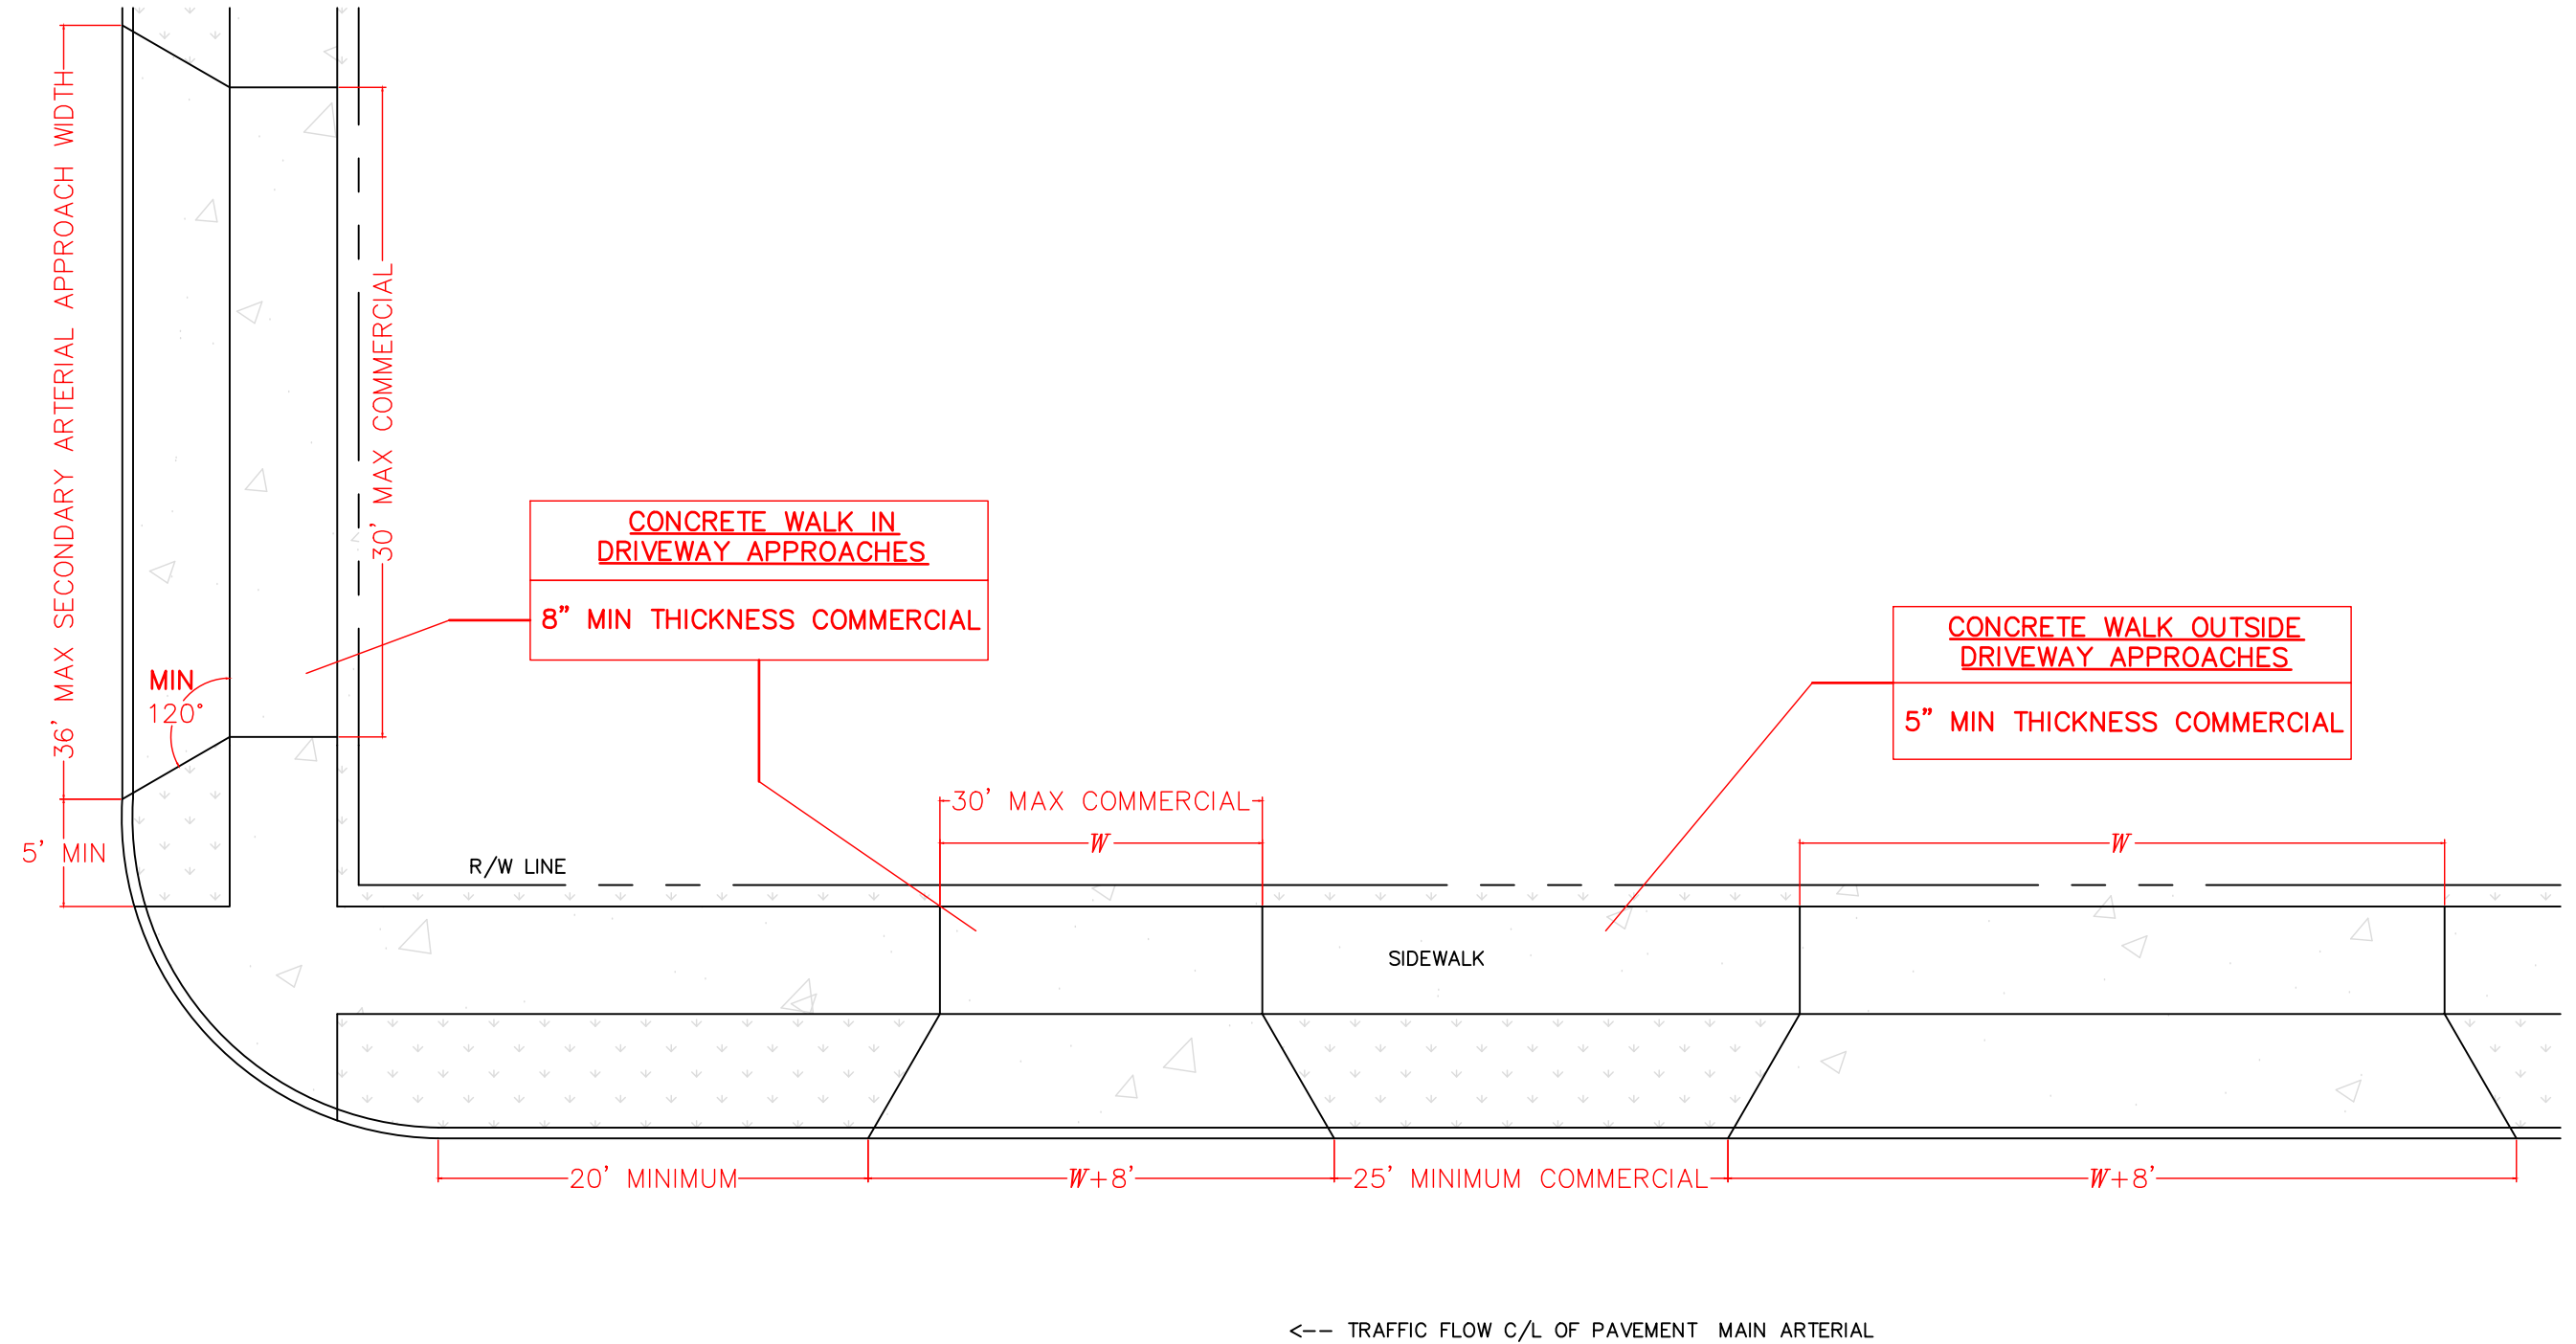 36' MAX SECONDARY ARTERIAL APPROACH WIDTH
30' MAX COMMERCIAL
CONCRETE WALK IN
DRIVEWAY APPROACHES
8" MIN THICKNESS COMMERCIAL
CONCRETE WALK OUTSIDE
DRIVEWAY APPROACHES
5" MIN THICKNESS COMMERCIAL
MIN
120°
5' MIN
30' MAX COMMERCIAL
W
W
R/W LINE
SIDEWALK
20' MINIMUM
W+8'
25' MINIMUM COMMERCIAL
W+8'
<-- TRAFFIC FLOW C/L OF PAVEMENT MAIN ARTERIAL